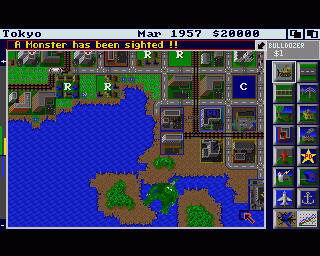 Tokyo Mar 1957 $20000
A Monster has been sighted !!
BULLDOZER
$1
R
C
R R